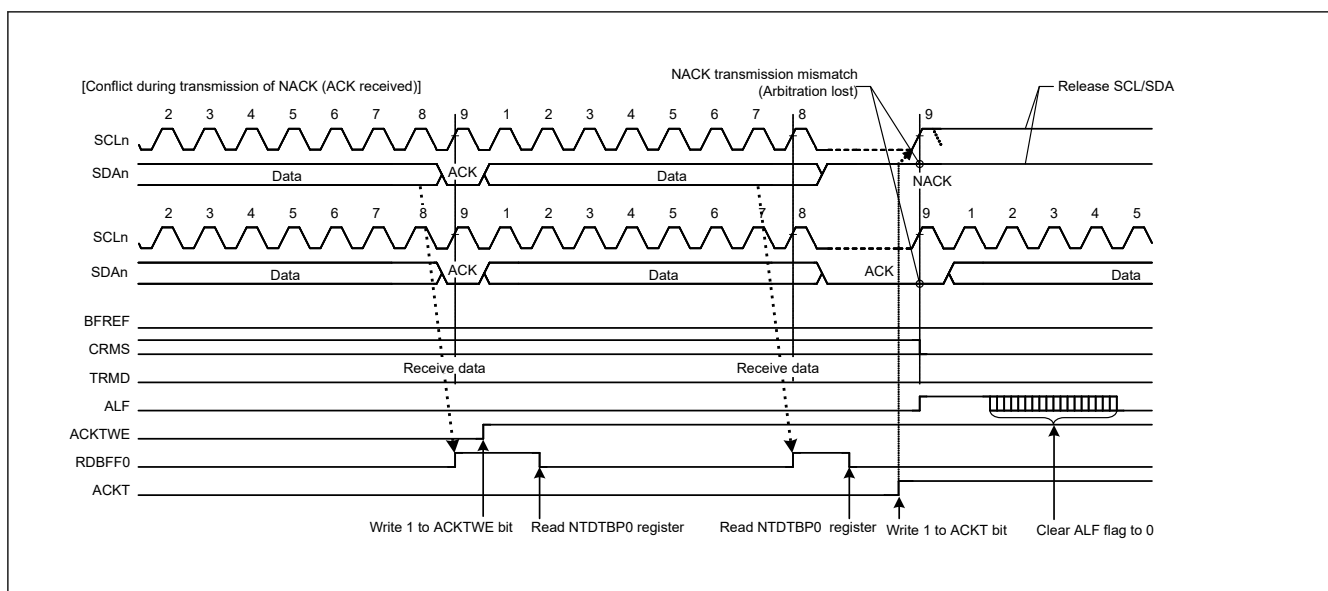 NACK transmission mismatch
(Arbitration lost)
Release SCL/SDA
[Conflict during transmission of NACK (ACK received)]
2 3 4 5 6 7 8 9 1 2 3 4 5 6 7 8 9
SCLn
SDAn
Data ACK Data NACK
2 3 4 5 6 7 8 9 1 2 3 4 5 6 7 8 9 1 2 3 4 5
SCLn
SDAn
Data ACK Data ACK Data
BFREF
CRMS
Receive data Receive data
TRMD
ALF
ACKTWE
RDBFF0
ACKT
Write 1 to ACKTWE bit Read NTDTBP0 register Read NTDTBP0 register Write 1 to ACKT bit Clear ALF flag to 0